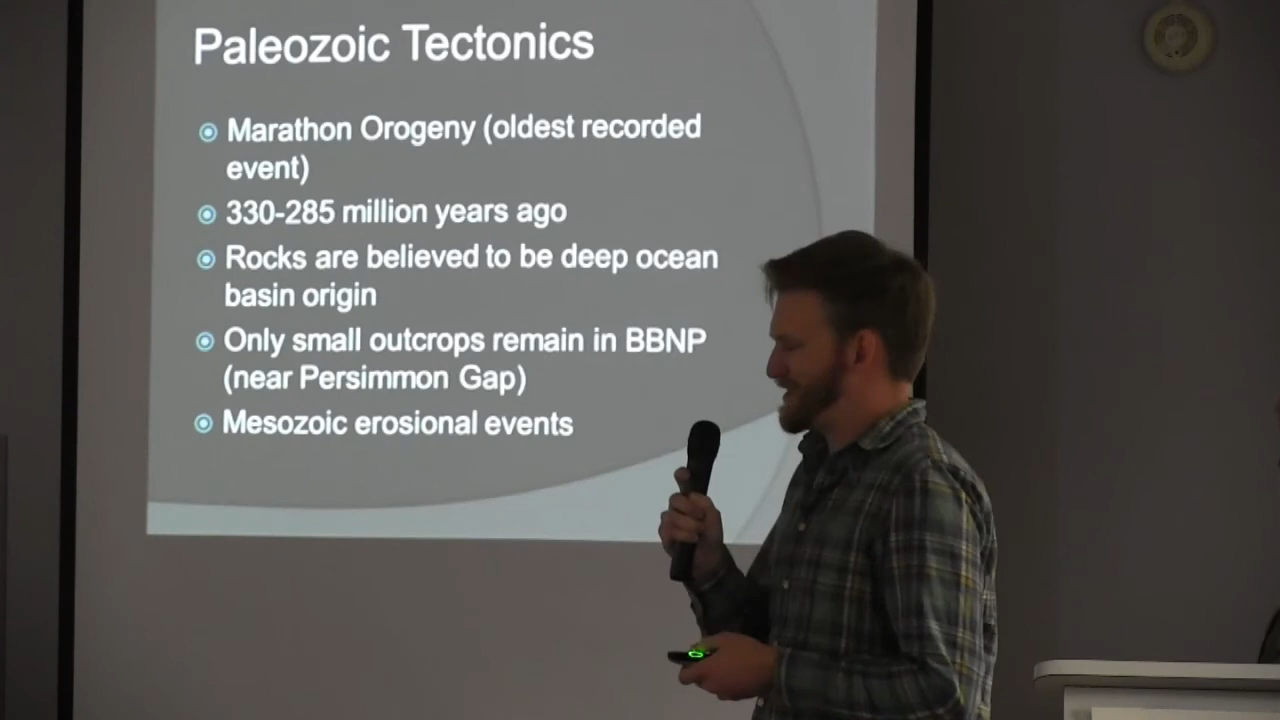 Paleozoic Tectonics
Marathon Orogeny (oldest recorded
event)
330-285 million years ago
Rocks are believed to be deep ocean
basin origin
Only small outcrops remain in BBNP
(near Persimmon Gap)
Mesozoic erosional events